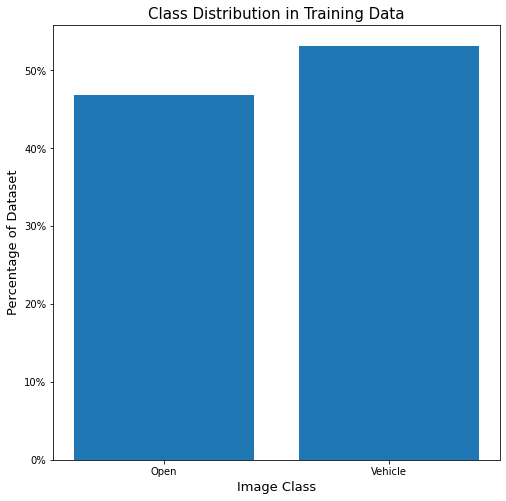 Class Distribution in Training Data
Percentage of Dataset
50%
40%
30%
20%
10%
0%
Open
Vehicle
Image Class